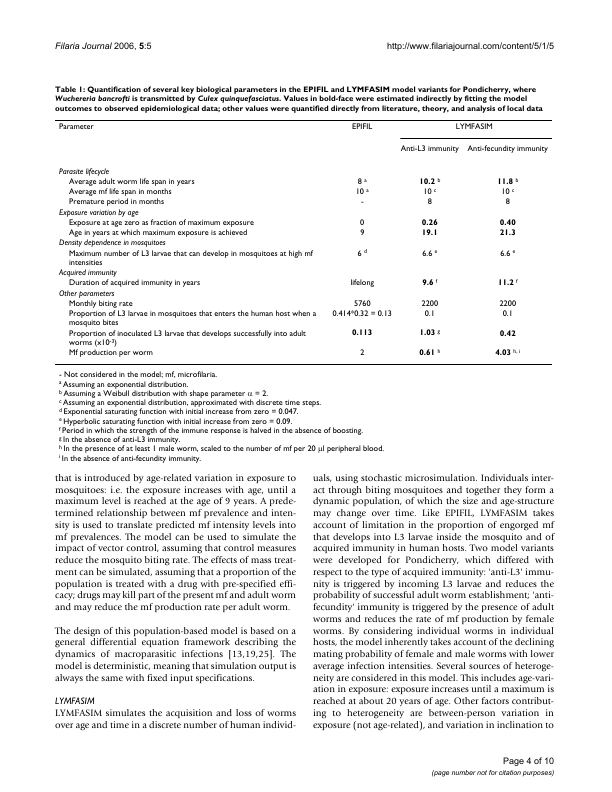 Filaria Journal 2006, 5:5
http://www.filariajournal.com/content/5/1/5
Table 1: Quantification of several key biological parameters in the EPIFIL and LYMFASIM model variants for Pondicherry, where
Wuchereria bancrofti is transmitted by Culex quinquefasciatus. Values in bold-face were estimated indirectly by fitting the model
outcomes to observed epidemiological data; other values were quantified directly from literature, theory, and analysis of local data
Parameter EPIFIL LYMFASIM
Anti-L3 immunity Anti-fecundity immunity
Parasite lifecycle
Average adult worm life span in years 8 a 10.2 b 11.8 b
Average mf life span in months 10 a 10 c 10 c
Premature period in months - 8 8
Exposure variation by age
Exposure at age zero as fraction of maximum exposure 0 0.26 0.40
Age in years at which maximum exposure is achieved 9 19.1 21.3
Density dependence in mosquitoes
Maximum number of L3 larvae that can develop in mosquitoes at high mf 6 d 6.6 e 6.6 e
intensities
Acquired immunity
Duration of acquired immunity in years lifelong 9.6 f 11.2 f
Other parameters
Monthly biting rate 5760 2200 2200
Proportion of L3 larvae in mosquitoes that enters the human host when a 0.414*0.32 = 0.13 0.1 0.1
mosquito bites
Proportion of inoculated L3 larvae that develops successfully into adult 0.113 1.03 g 0.42
worms (x10-3)
Mf production per worm 2 0.61 h 4.03 h, i
- Not considered in the model; mf, microfilaria.
a Assuming an exponential distribution.
b Assuming a Weibull distribution with shape parameter α = 2.
c Assuming an exponential distribution, approximated with discrete time steps.
d Exponential saturating function with initial increase from zero = 0.047.
e Hyperbolic saturating function with initial increase from zero = 0.09.
f Period in which the strength of the immune response is halved in the absence of boosting.
g In the absence of anti-L3 immunity.
h In the presence of at least 1 male worm, scaled to the number of mf per 20 μl peripheral blood.
i In the absence of anti-fecundity immunity.
that is introduced by age-related variation in exposure to
mosquitoes: i.e. the exposure increases with age, until a
maximum level is reached at the age of 9 years. A prede-
termined relationship between mf prevalence and inten-
sity is used to translate predicted mf intensity levels into
mf prevalences. The model can be used to simulate the
impact of vector control, assuming that control measures
reduce the mosquito biting rate. The effects of mass treat-
ment can be simulated, assuming that a proportion of the
population is treated with a drug with pre-specified effi-
cacy; drugs may kill part of the present mf and adult worm
and may reduce the mf production rate per adult worm.
The design of this population-based model is based on a
general differential equation framework describing the
dynamics of macroparasitic infections [13,19,25]. The
model is deterministic, meaning that simulation output is
always the same with fixed input specifications.
LYMFASIM
LYMFASIM simulates the acquisition and loss of worms
over age and time in a discrete number of human individ-
uals, using stochastic microsimulation. Individuals inter-
act through biting mosquitoes and together they form a
dynamic population, of which the size and age-structure
may change over time. Like EPIFIL, LYMFASIM takes
account of limitation in the proportion of engorged mf
that develops into L3 larvae inside the mosquito and of
acquired immunity in human hosts. Two model variants
were developed for Pondicherry, which differed with
respect to the type of acquired immunity: 'anti-L3' immu-
nity is triggered by incoming L3 larvae and reduces the
probability of successful adult worm establishment; 'anti-
fecundity' immunity is triggered by the presence of adult
worms and reduces the rate of mf production by female
worms. By considering individual worms in individual
hosts, the model inherently takes account of the declining
mating probability of female and male worms with lower
average infection intensities. Several sources of heteroge-
neity are considered in this model. This includes age-vari-
ation in exposure: exposure increases until a maximum is
reached at about 20 years of age. Other factors contribut-
ing to heterogeneity are between-person variation in
exposure (not age-related), and variation in inclination to
Page 4 of 10
(page number not for citation purposes)